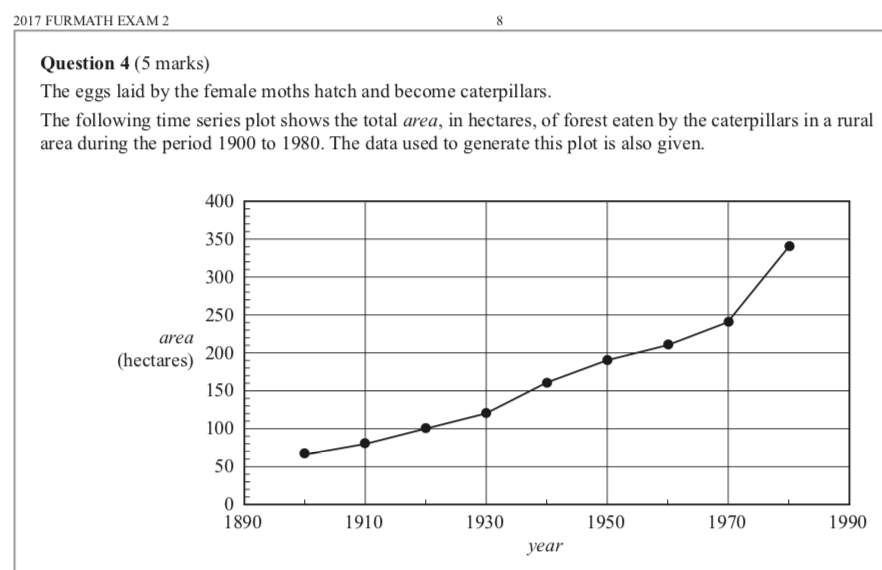 2017 FURMATH EXAM 2
8
Question 4 (5 marks)
The eggs laid by the female moths hatch and become caterpillars.
The following time series plot shows the total area, in hectares, of forest eaten by the caterpillars in a rural
area during the period 1900 to 1980. The data used to generate this plot is also given.
400
350
300
250
area
(hectares)
200
150
100
50
0
1890
1910
1930
1950
1970
1990
year